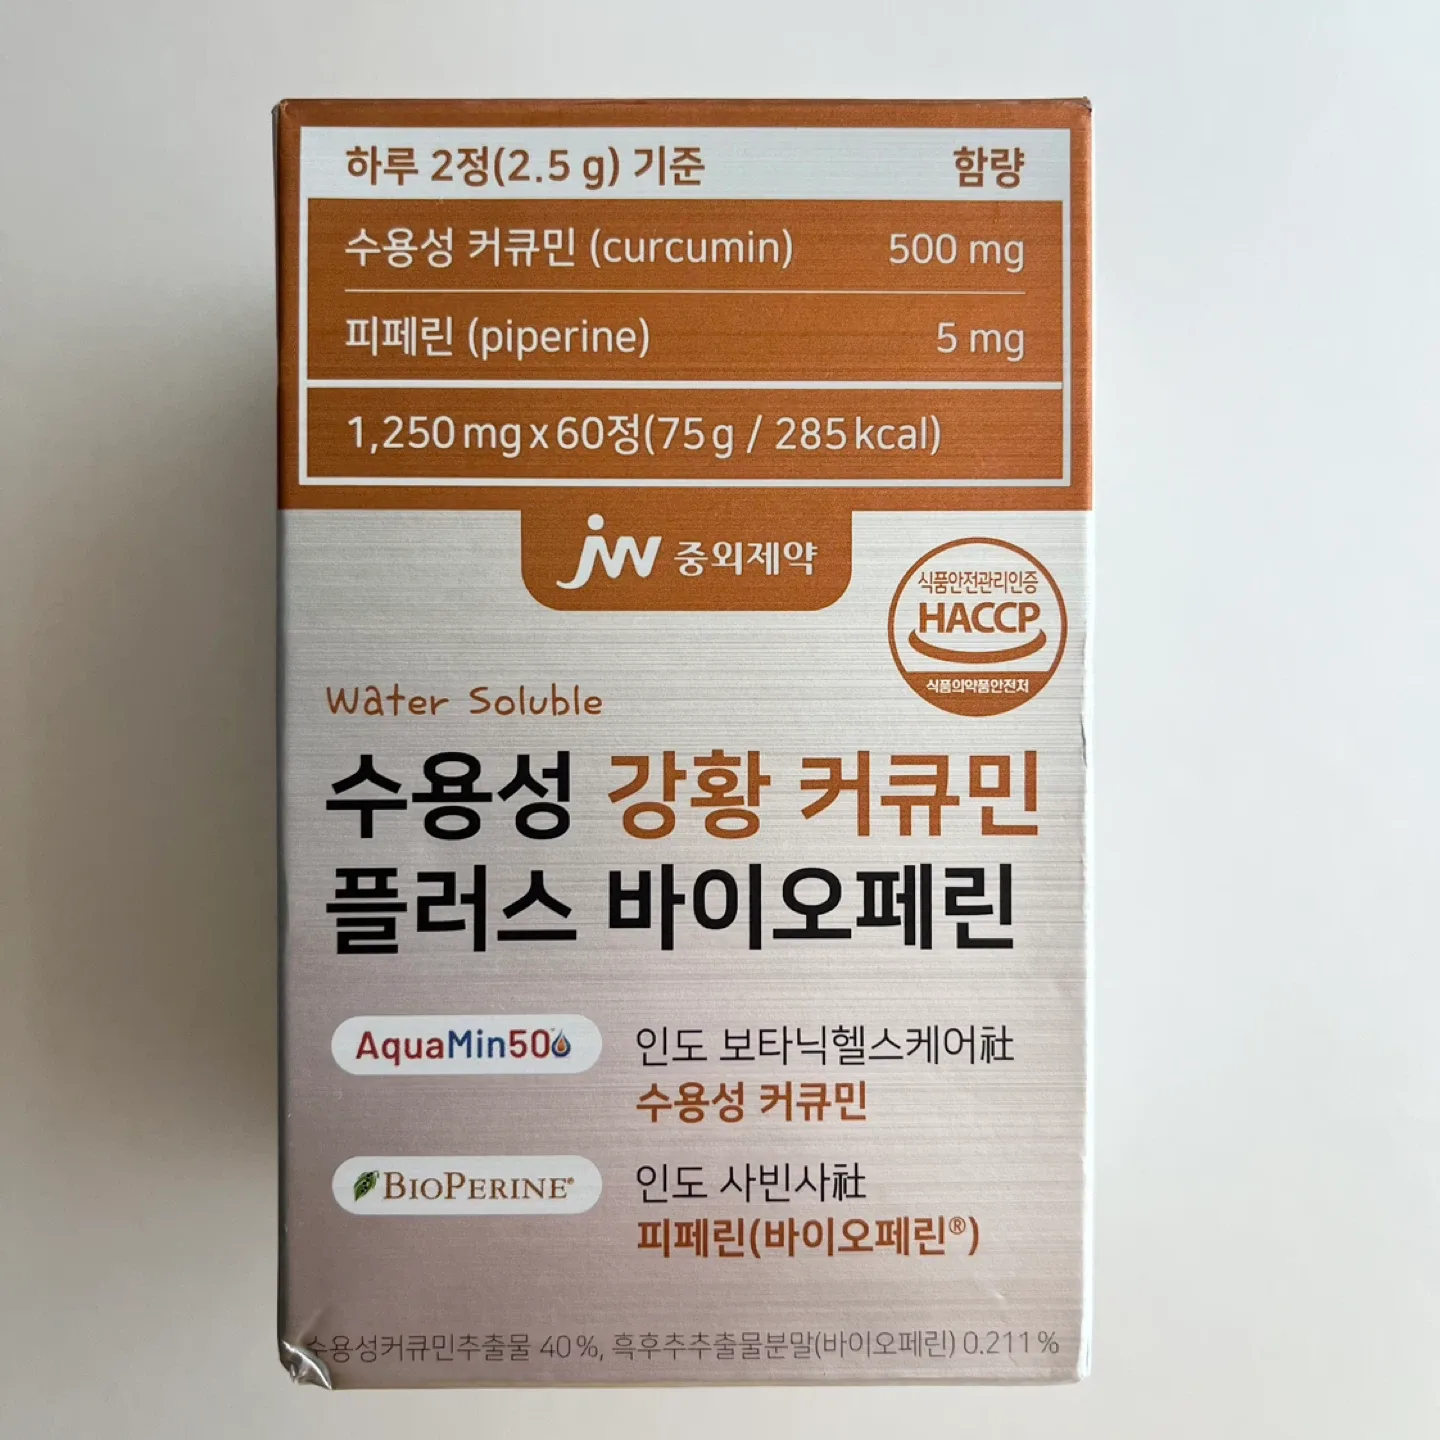 하루 2정(2.5 g) 기준 함량
수용성 커큐민 (curcumin) 500 mg
피페린 (piperine) 5 mg
1,250 mg x 60정(75 g / 285 kcal)
jw 중외제약
식품안전관리인증
HACCP
식품의약품안전처
Water Soluble
수용성 강황 커큐민
플러스 바이오페린
AquaMin50 인도 보타닉헬스케어社
수용성 커큐민
BIOPERINE® 인도 사빈사社
피페린(바이오페린®)
수용성커큐민추출물 40%, 흑후추추출물분말(바이오페린) 0.211%